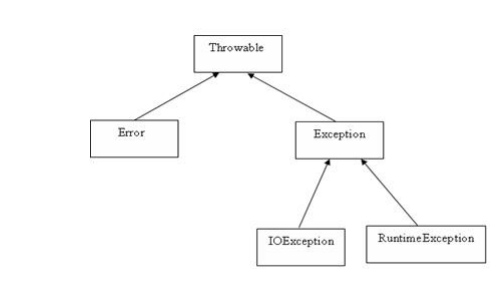 Throwable
Error
Exception
IOException
RuntimeException